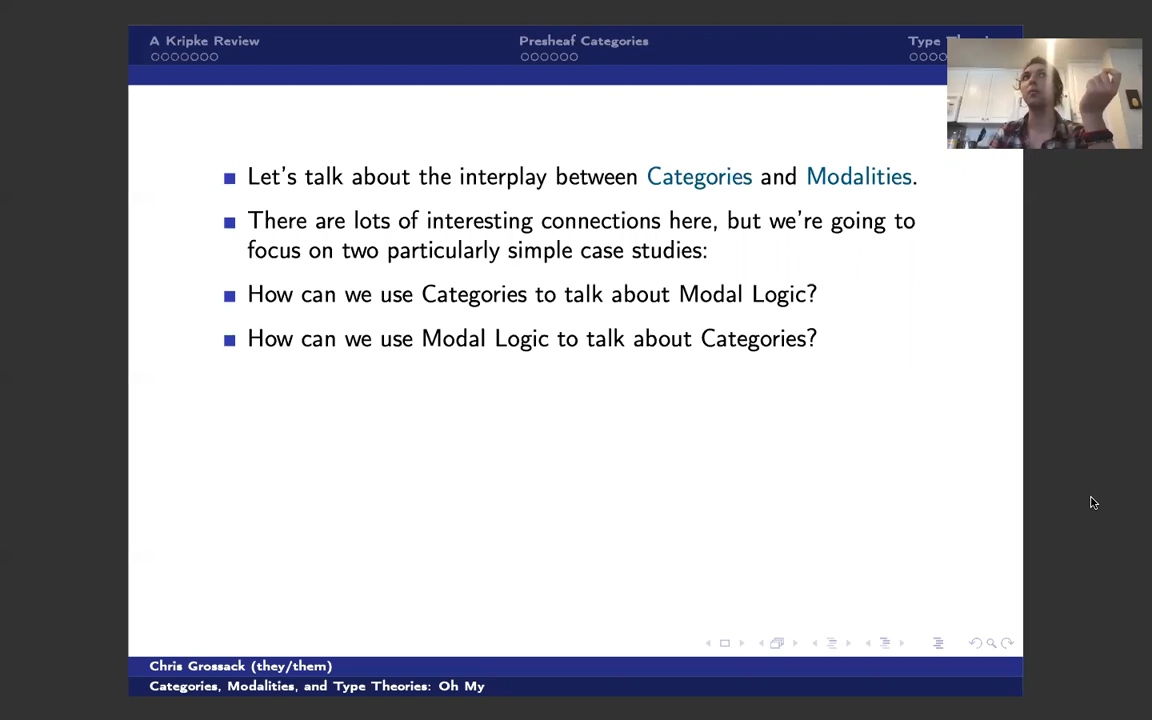 A Kripke Review
Presheaf Categories
Type
Let's talk about the interplay between Categories and Modalities.
There are lots of interesting connections here, but we're going to
focus on two particularly simple case studies:
How can we use Categories to talk about Modal Logic?
How can we use Modal Logic to talk about Categories?
Chris Grossack (they/them)
Categories, Modalities, and Type Theories: Oh My